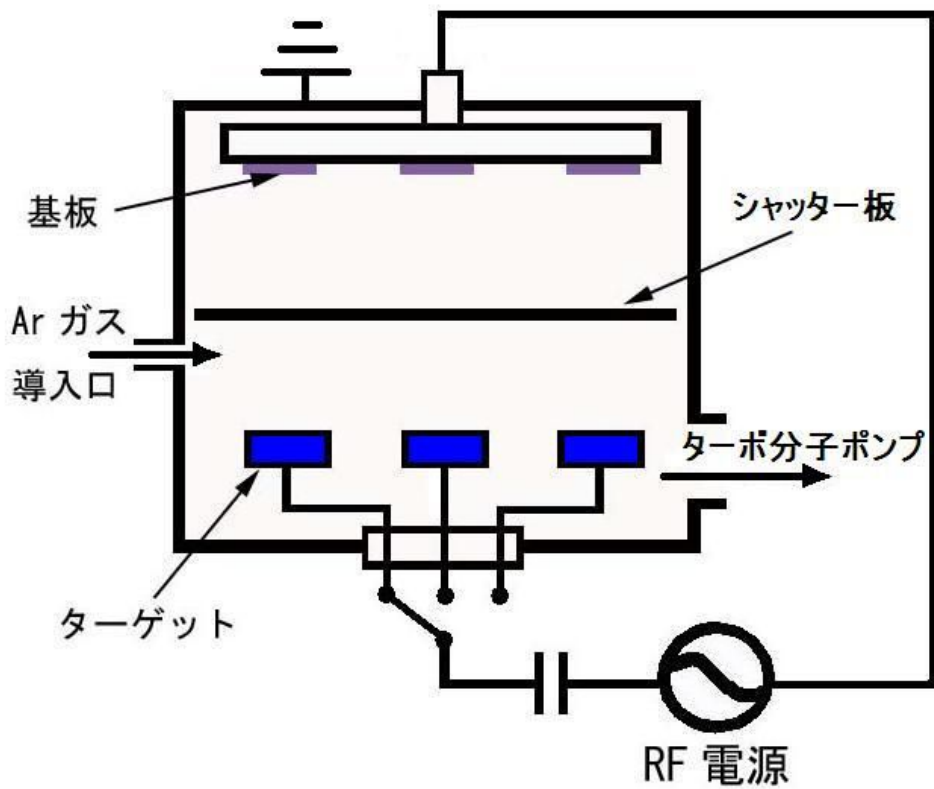 基板
シャッター板
Ar ガス
導入口
ターボ分子ポンプ
ターゲット
RF 電源